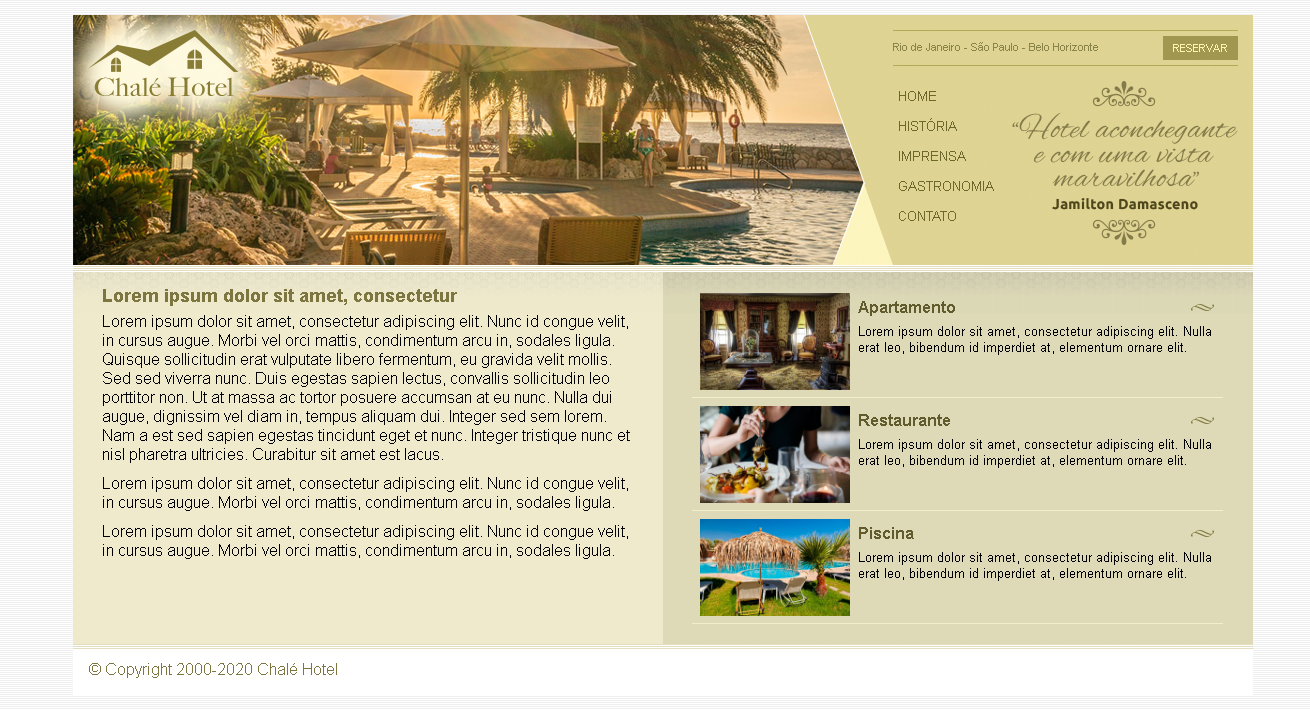 Chalé Hotel
Rio de Janeiro - São Paulo - Belo Horizonte
RESERVAR
HOME
HISTÓRIA
IMPRENSA
GASTRONOMIA
CONTATO
“Hotel aconchegante
e com uma vista
maravilhosa”
Jamilton Damasceno
Lorem ipsum dolor sit amet, consectetur
Lorem ipsum dolor sit amet, consectetur adipiscing elit. Nunc id congue velit,
in cursus augue. Morbi vel orci mattis, condimentum arcu in, sodales ligula.
Quisque sollicitudin erat vulputate libero fermentum, eu gravida velit mollis.
Sed sed viverra nunc. Duis egestas sapien lectus, convallis sollicitudin leo
porttitor non. Ut at massa ac tortor posuere accumsan at eu nunc. Nulla dui
augue, dignissim vel diam in, tempus aliquam dui. Integer sed sem lorem.
Nam a est sed sapien egestas tincidunt eget et nunc. Integer tristique nunc et
nisl pharetra ultricies. Curabitur sit amet est lacus.
Lorem ipsum dolor sit amet, consectetur adipiscing elit. Nunc id congue velit,
in cursus augue. Morbi vel orci mattis, condimentum arcu in, sodales ligula.
Lorem ipsum dolor sit amet, consectetur adipiscing elit. Nunc id congue velit,
in cursus augue. Morbi vel orci mattis, condimentum arcu in, sodales ligula.
Apartamento
Lorem ipsum dolor sit amet, consectetur adipiscing elit. Nulla
erat leo, bibendum id imperdiet at, elementum ornare elit.
Restaurante
Lorem ipsum dolor sit amet, consectetur adipiscing elit. Nulla
erat leo, bibendum id imperdiet at, elementum ornare elit.
Piscina
Lorem ipsum dolor sit amet, consectetur adipiscing elit. Nulla
erat leo, bibendum id imperdiet at, elementum ornare elit.
© Copyright 2000-2020 Chalé Hotel